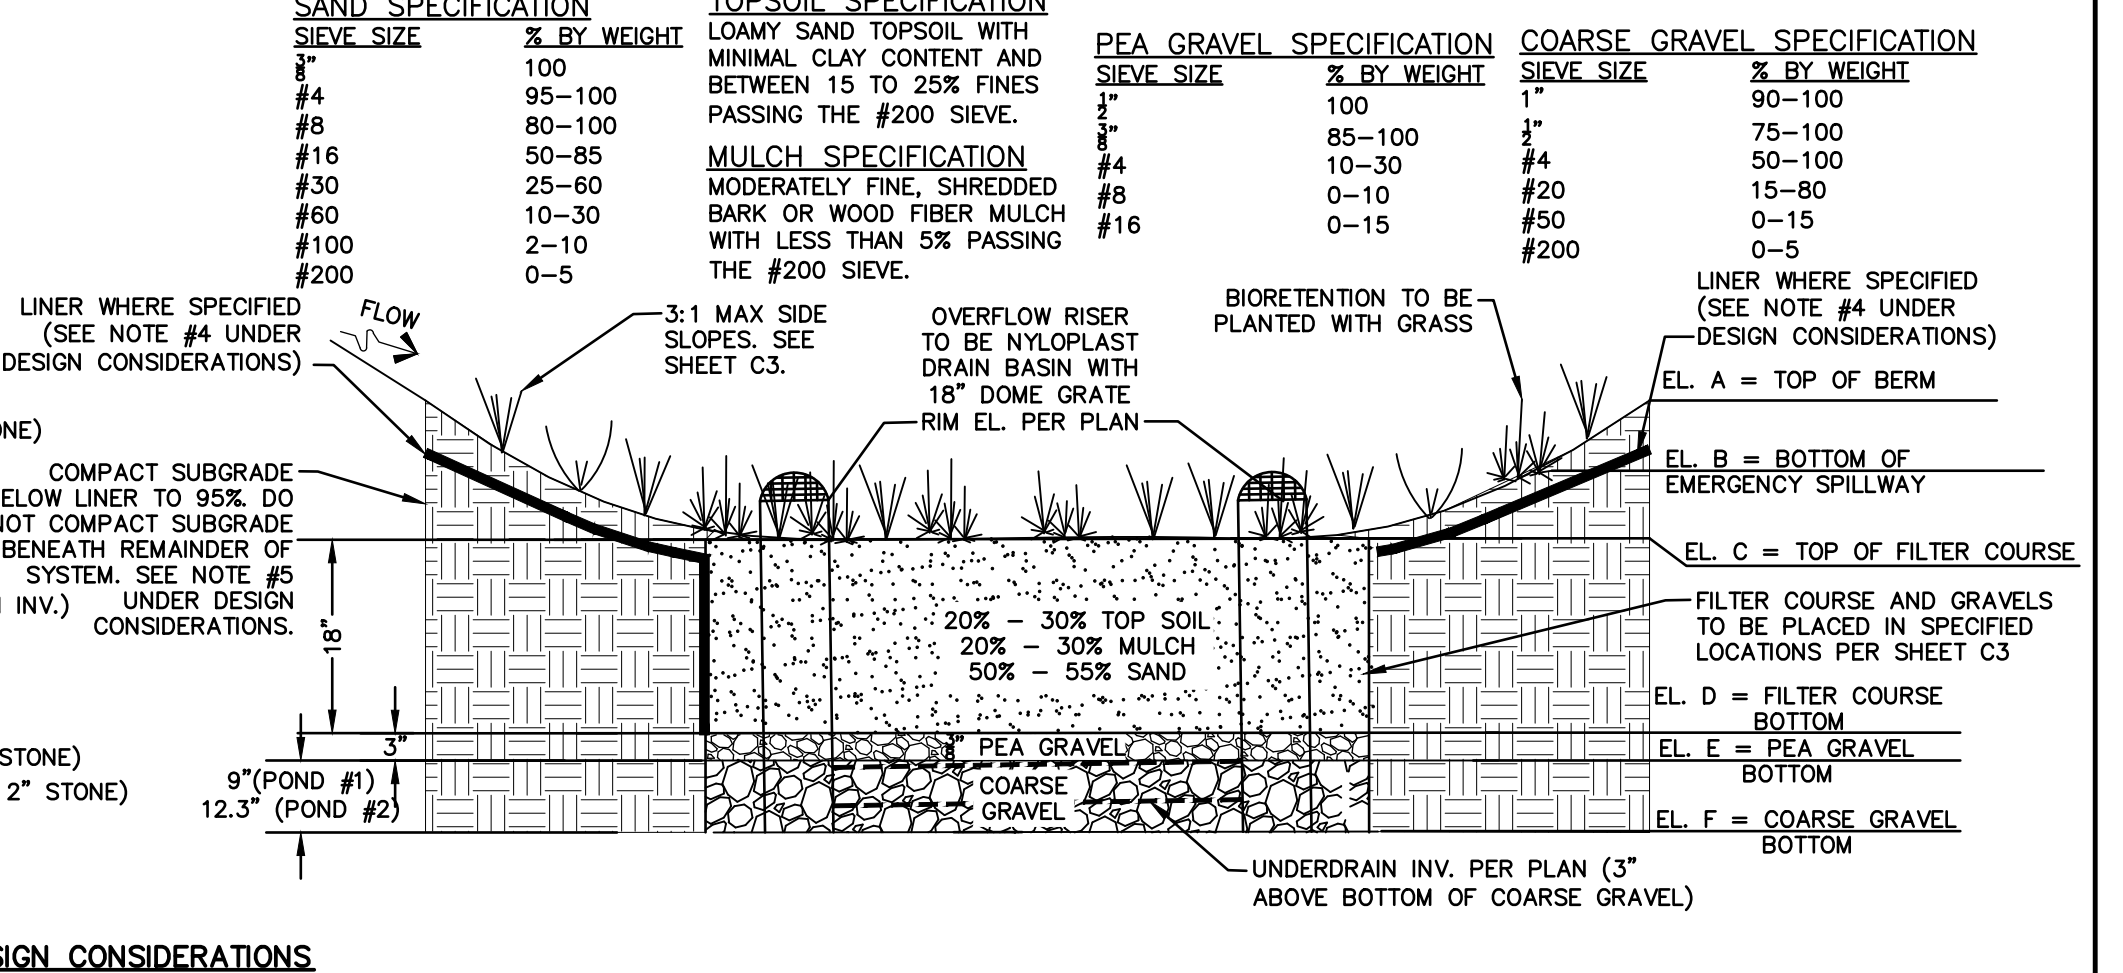 SAND SPECIFICATION
SIEVE SIZE % BY WEIGHT
3/8" 100
#4 95-100
#8 80-100
#16 50-85
#30 25-60
#60 10-30
#100 2-10
#200 0-5
TOPSOIL SPECIFICATION
LOAMY SAND TOPSOIL WITH
MINIMAL CLAY CONTENT AND
BETWEEN 15 TO 25% FINES
PASSING THE #200 SIEVE.
MULCH SPECIFICATION
MODERATELY FINE, SHREDDED
BARK OR WOOD FIBER MULCH
WITH LESS THAN 5% PASSING
THE #200 SIEVE.
PEA GRAVEL SPECIFICATION
SIEVE SIZE % BY WEIGHT
1/2" 100
3/8" 85-100
#4 10-30
#8 0-10
#16 0-15
COARSE GRAVEL SPECIFICATION
SIEVE SIZE % BY WEIGHT
1" 90-100
1/2" 75-100
#4 50-100
#20 15-80
#50 0-15
#200 0-5
LINER WHERE SPECIFIED
(SEE NOTE #4 UNDER
DESIGN CONSIDERATIONS)
FLOW
3:1 MAX SIDE
SLOPES. SEE
SHEET C3.
OVERFLOW RISER
TO BE NYLOPLAST
DRAIN BASIN WITH
18" DOME GRATE
RIM EL. PER PLAN
BIORETENTION TO BE
PLANTED WITH GRASS
LINER WHERE SPECIFIED
(SEE NOTE #4 UNDER
DESIGN CONSIDERATIONS)
EL. A = TOP OF BERM
EL. B = BOTTOM OF
EMERGENCY SPILLWAY
EL. C = TOP OF FILTER COURSE
FILTER COURSE AND GRAVELS
TO BE PLACED IN SPECIFIED
LOCATIONS PER SHEET C3
EL. D = FILTER COURSE
BOTTOM
EL. E = PEA GRAVEL
BOTTOM
EL. F = COARSE GRAVEL
BOTTOM
ONE)
COMPACT SUBGRADE
ELOW LINER TO 95%. DO
NOT COMPACT SUBGRADE
BENEATH REMAINDER OF
SYSTEM. SEE NOTE #5
UNDER DESIGN
CONSIDERATIONS.
INV.)
18"
20% - 30% TOP SOIL
20% - 30% MULCH
50% - 55% SAND
STONE)
2" STONE)
3"
9"(POND #1)
12.3" (POND #2)
3/8" PEA GRAVEL
COARSE
GRAVEL
UNDERDRAIN INV. PER PLAN (3"
ABOVE BOTTOM OF COARSE GRAVEL)
SIGN CONSIDERATIONS